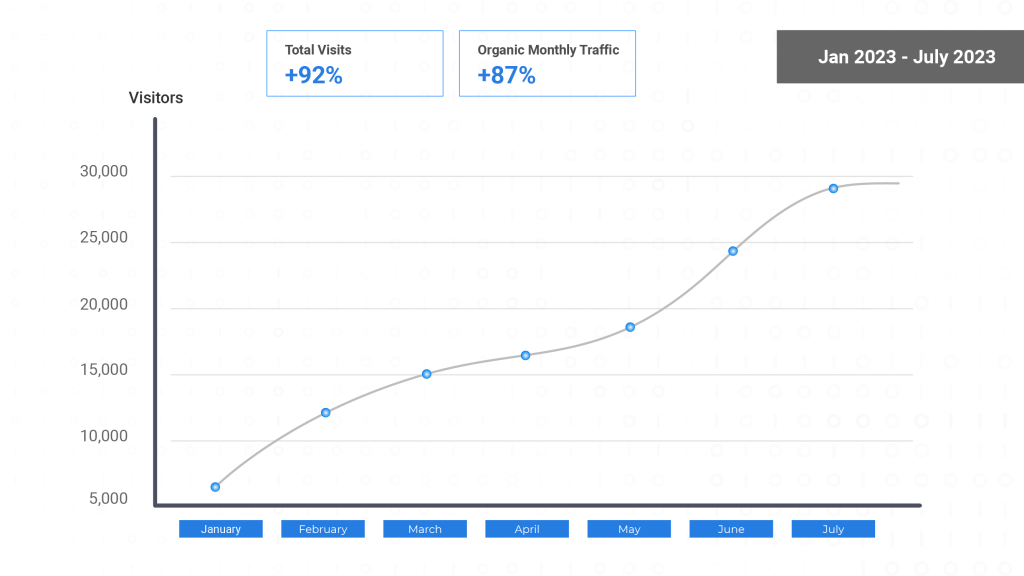 Total Visits
+92%
Organic Monthly Traffic
+87%
Jan 2023 - July 2023
Visitors
30,000
25,000
20,000
15,000
10,000
5,000
January
February
March
April
May
June
July